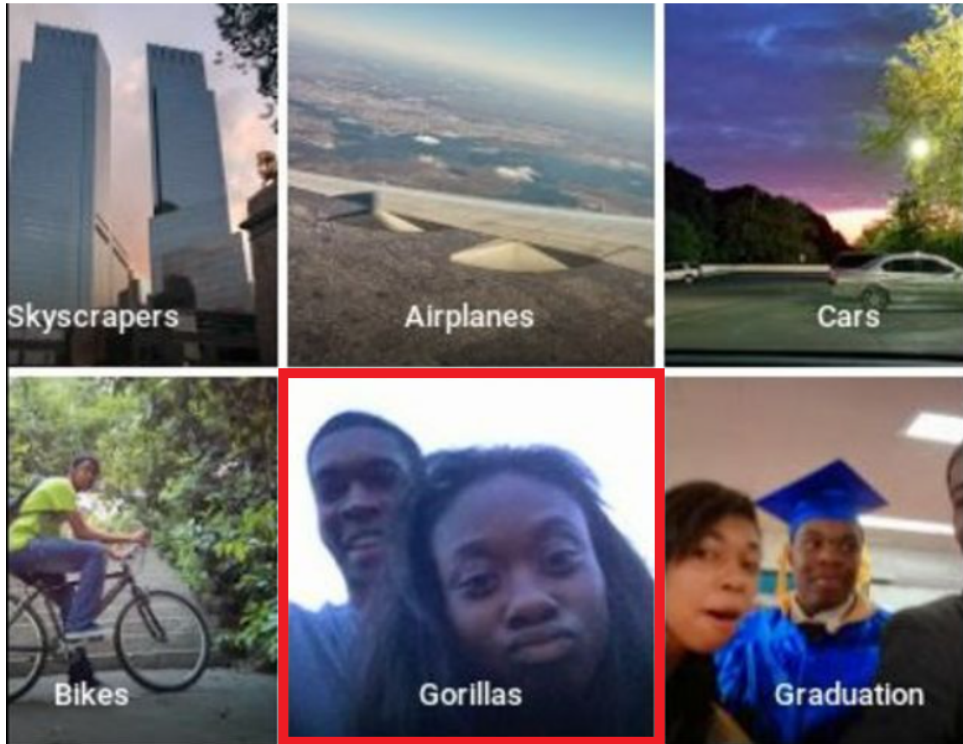 Skyscrapers
Airplanes
Cars
Bikes
Gorillas
Graduation